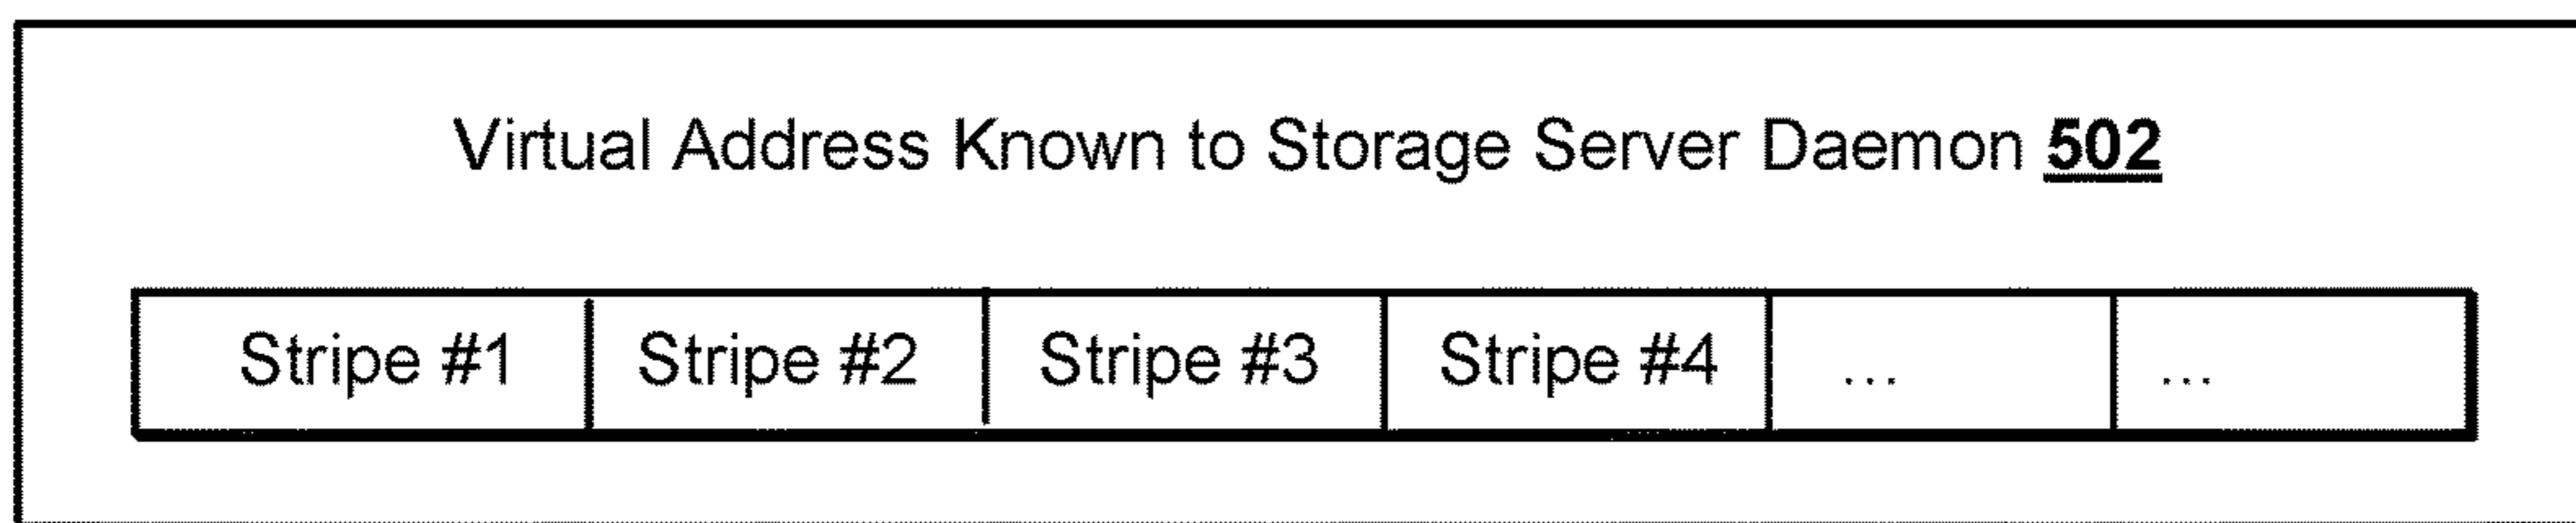 Virtual Address Known to Storage Server Daemon 502
Stripe #1 Stripe #2 Stripe #3 Stripe #4 ... ...